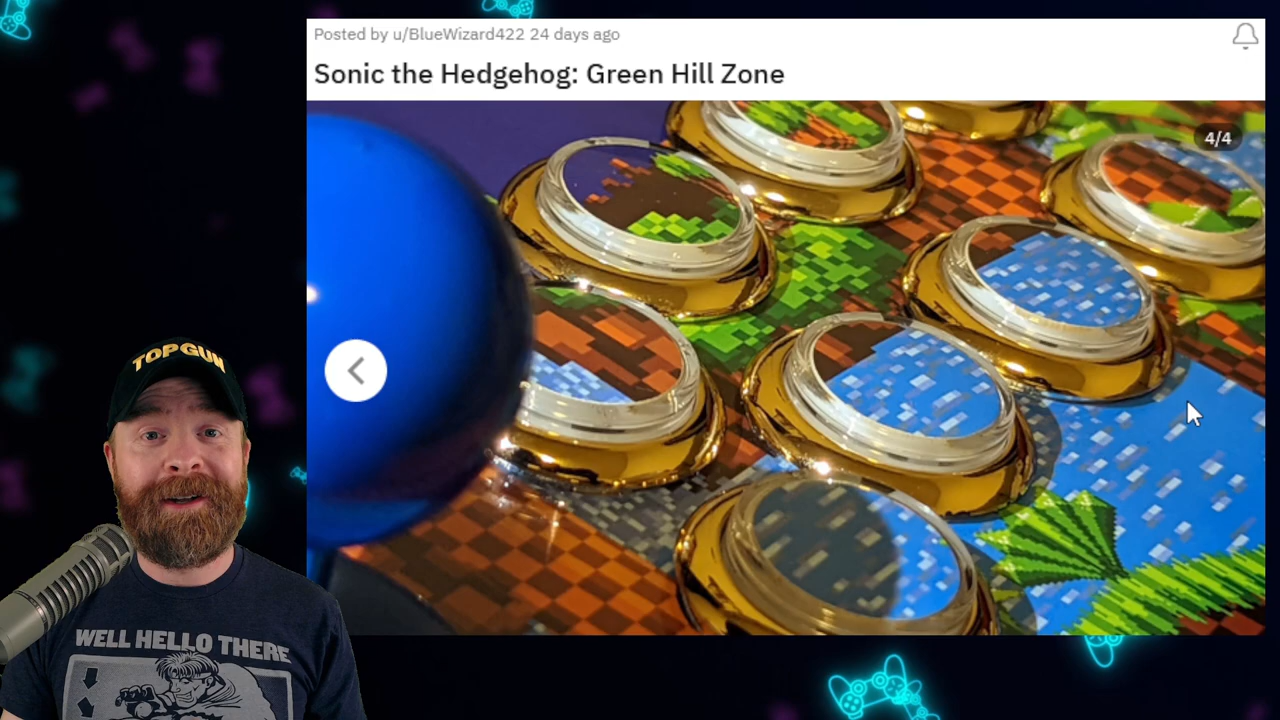 Posted by u/BlueWizard422 24 days ago
Sonic the Hedgehog: Green Hill Zone
4/4
TOPGUN
WELL HELLO THERE